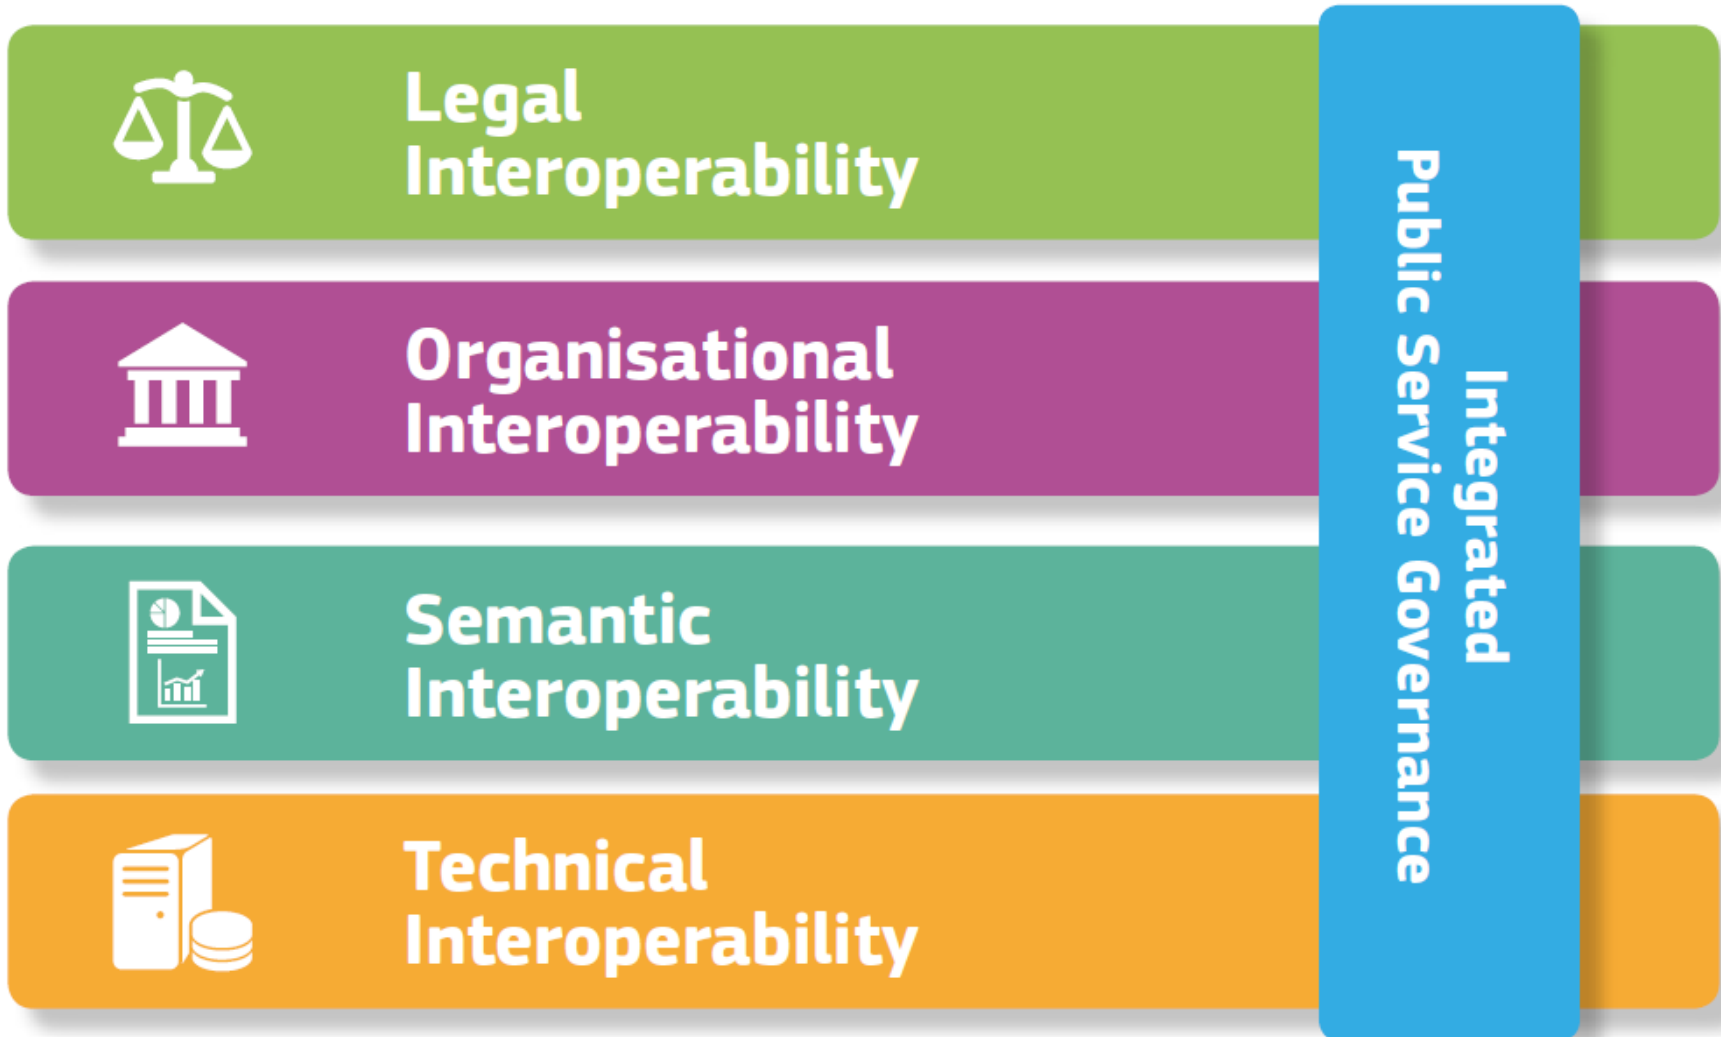 Legal
Interoperability
Organisational
Interoperability
Semantic
Interoperability
Technical
Interoperability
Integrated
Public Service Governance